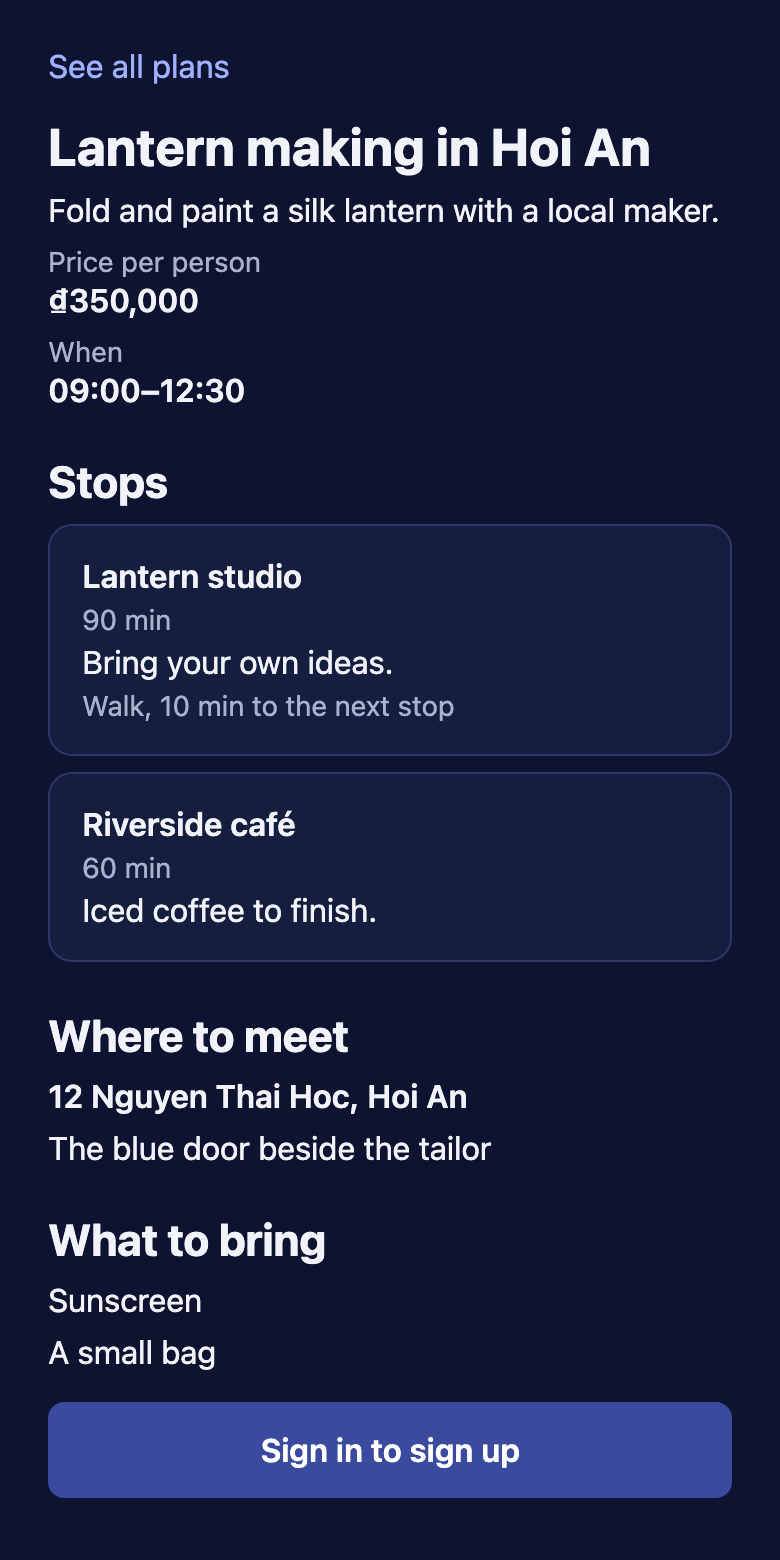 See all plans
Lantern making in Hoi An
Fold and paint a silk lantern with a local maker.
Price per person
₫350,000
When
09:00–12:30
Stops
Lantern studio
90 min
Bring your own ideas.
Walk, 10 min to the next stop
Riverside café
60 min
Iced coffee to finish.
Where to meet
12 Nguyen Thai Hoc, Hoi An
The blue door beside the tailor
What to bring
Sunscreen
A small bag
Sign in to sign up